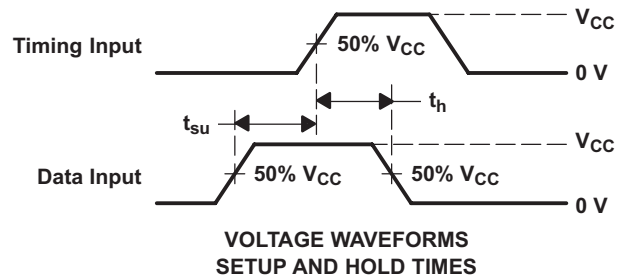 VCC
Timing Input
50% VCC
0 V
th
tsu
VCC
Data Input
50% VCC
50% VCC
0 V
VOLTAGE WAVEFORMS
SETUP AND HOLD TIMES